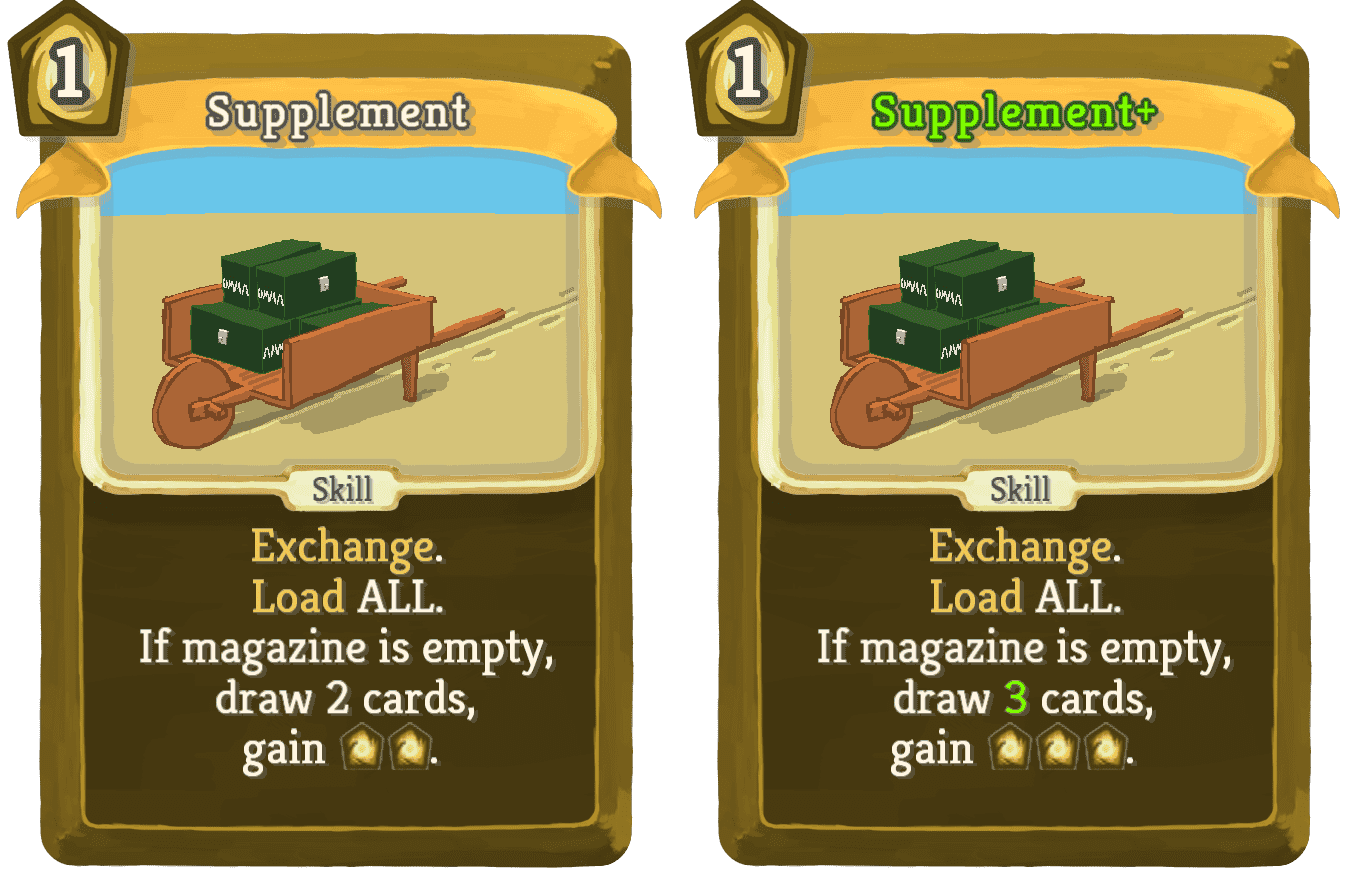 1
Supplement
Skill
Exchange.
Load ALL.
If magazine is empty,
draw 2 cards,
gain .
1
Supplement+
Skill
Exchange.
Load ALL.
If magazine is empty,
draw 3 cards,
gain .